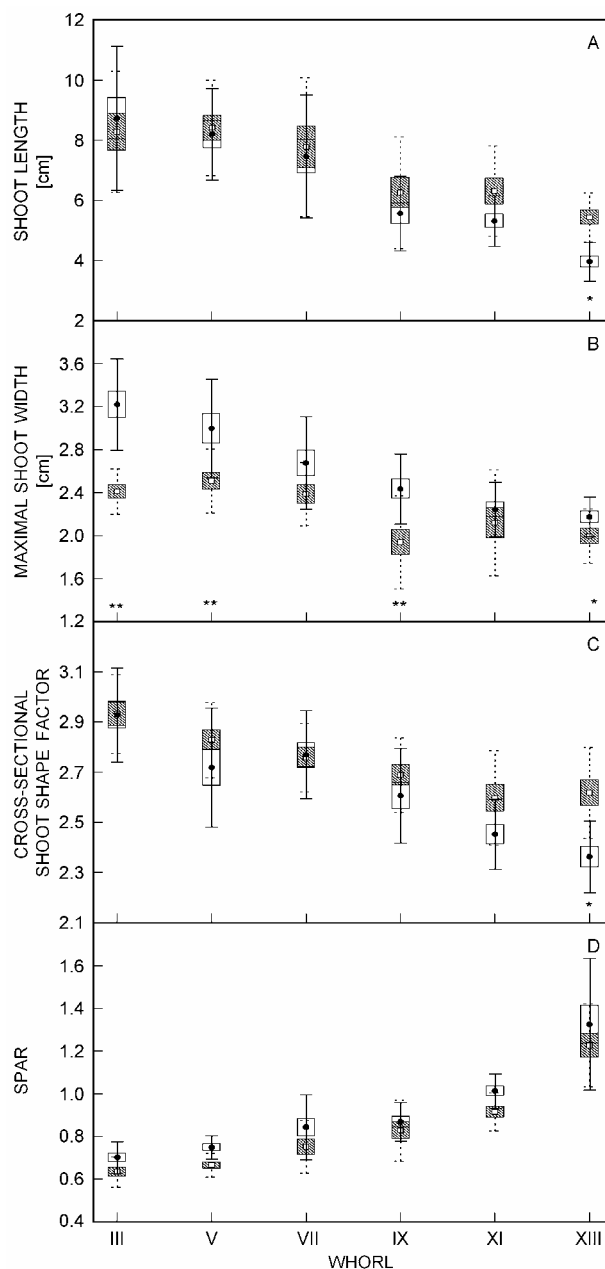 12
A
10
8
6
4
2
SHOOT LENGTH
[cm]
*
B
3.6
3.2
2.8
2.4
2.0
1.6
1.2
MAXIMAL SHOOT WIDTH
[cm]
** ** ** *
C
3.1
2.9
2.7
2.5
2.3
2.1
CROSS-SECTIONAL
SHOOT SHAPE FACTOR
*
D
1.6
1.4
1.2
1.0
0.8
0.6
0.4
SPAR
III V VII IX XI XIII
WHORL